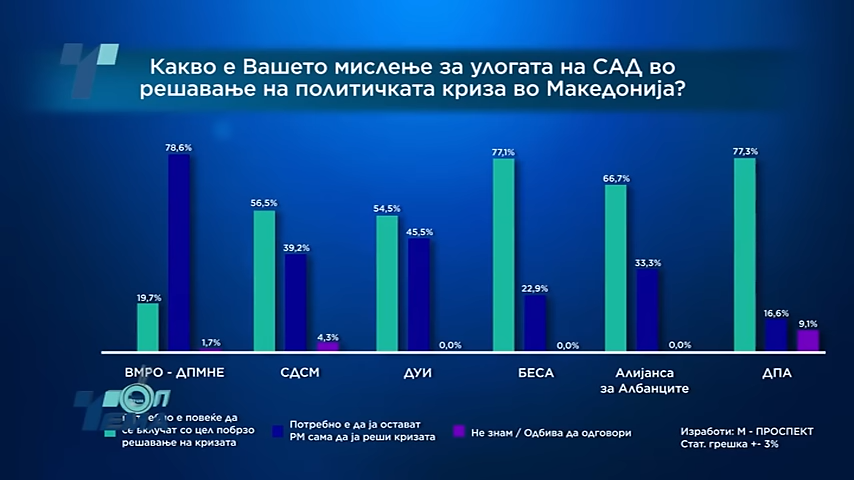 Какво е Вашето мислење за улогата на САД во
решавање на политичката криза во Македонија?
78,6%
19,7%
1,7%
56,5%
39,2%
4,3%
54,5%
45,5%
0,0%
77,1%
22,9%
0,0%
66,7%
33,3%
0,0%
77,3%
16,6%
9,1%
ВМРО - ДПМНЕ
СДСМ
ДУИ
БЕСА
Алијанса
за Албанците
ДПА
е повеќе да
се вклучат со цел побрзо
решавање на кризата
Потребно е да ја остават
РМ сама да ја реши кризата
Не знам / Одбива да одговори
Изработи: М - ПРОСПЕКТ
Стат. грешка +- 3%